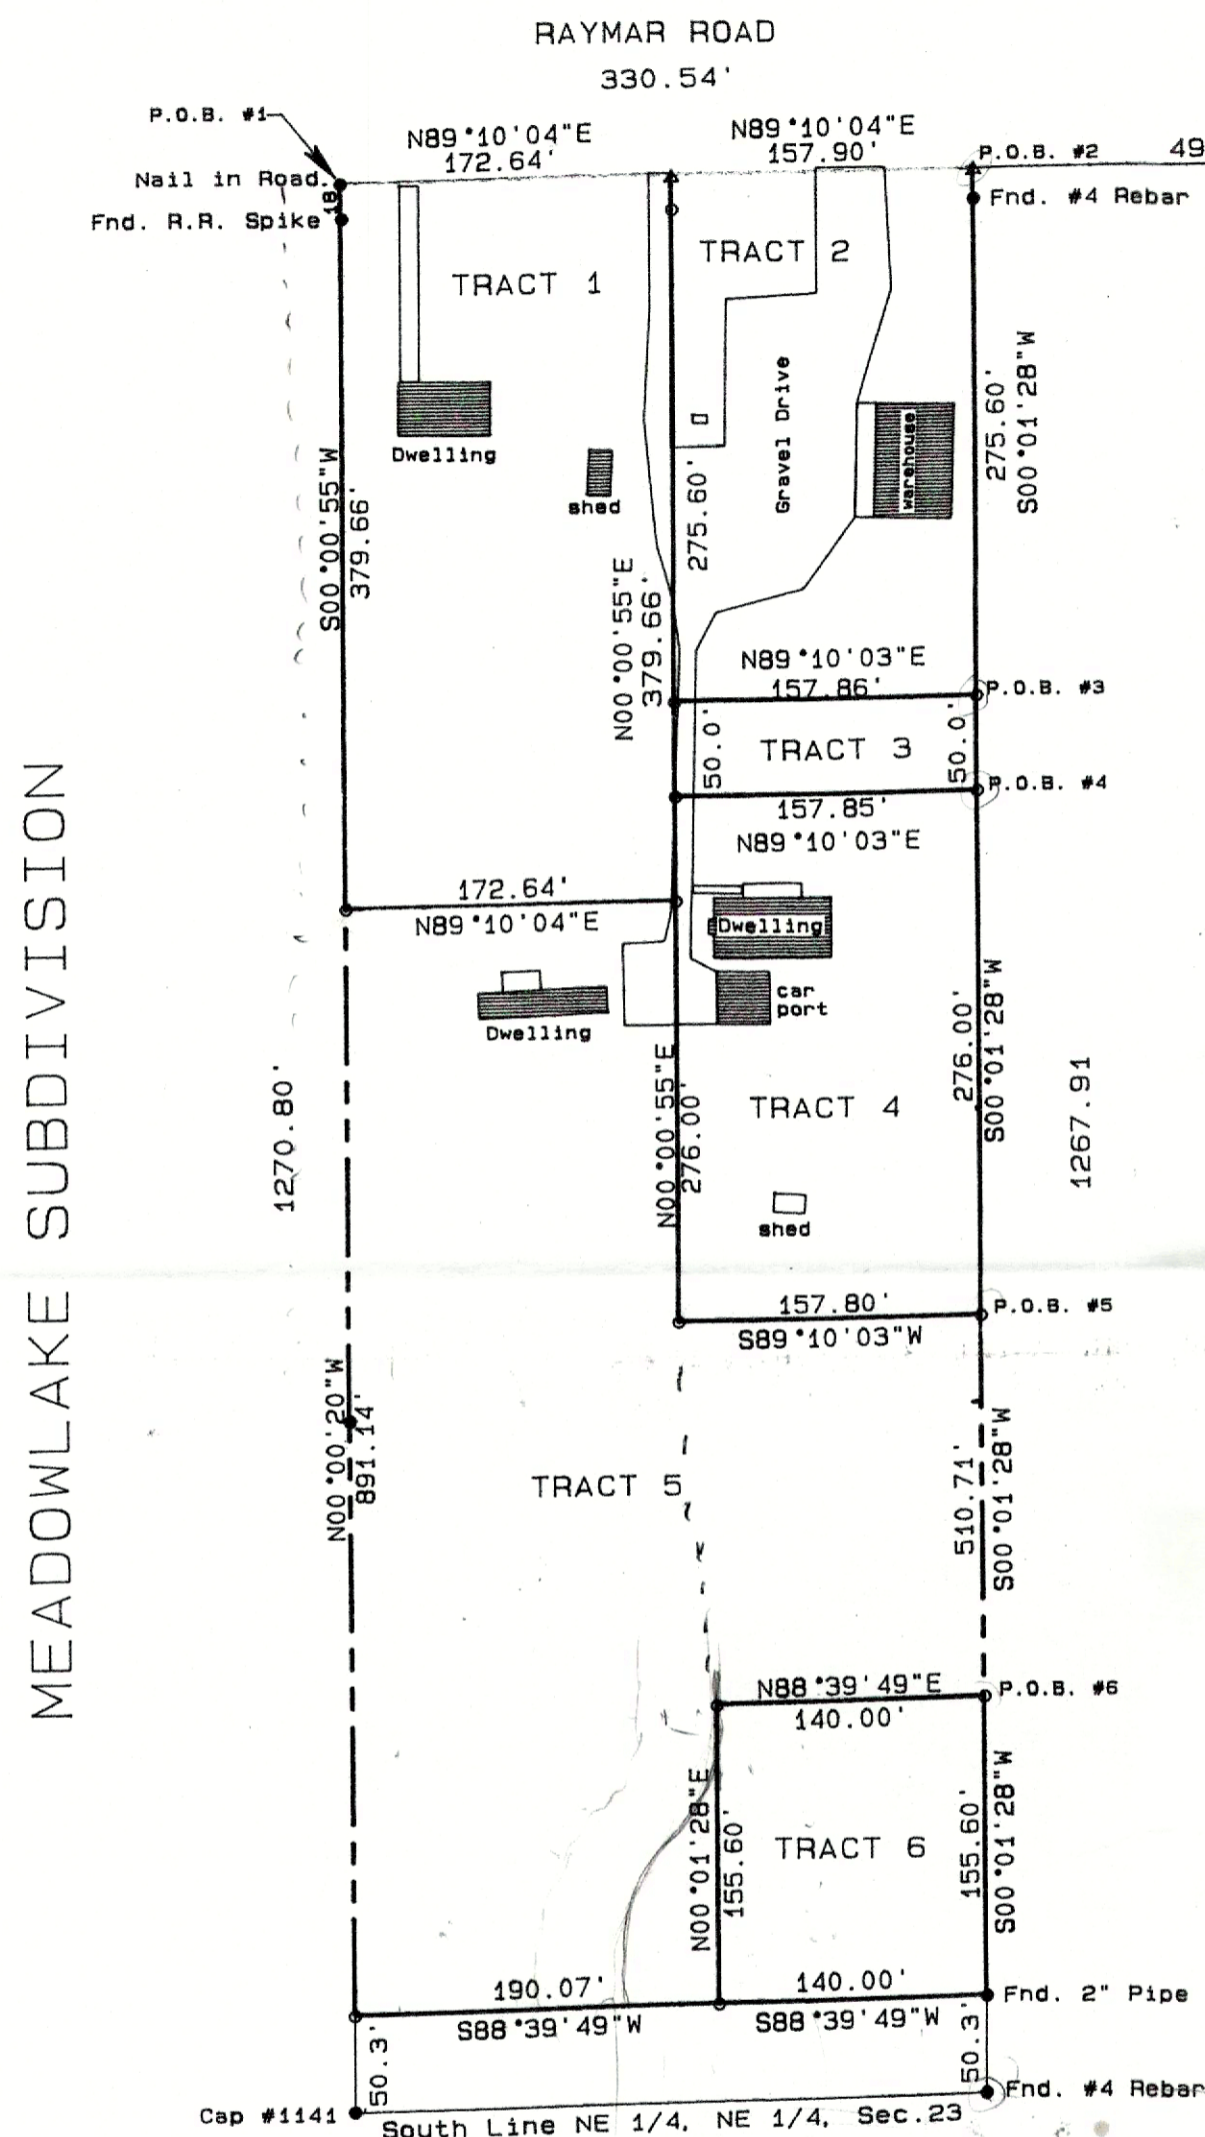 RAYMAR ROAD
330.54'
P.O.B. #1
N89°10'04"E
172.64'
N89°10'04"E
157.90'
P.O.B. #2
49
Nail in Road.
18
Fnd. R.R. Spike
Fnd. #4 Rebar
TRACT 1
TRACT 2
Dwelling
shed
Gravel Drive
warehouse
275.60'
S00°01'28"W
S00°00'55"W
379.66'
275.60'
N00°00'55"E
379.66'
N89°10'03"E
157.86'
P.O.B. #3
50.0'
TRACT 3
50.0'
P.O.B. #4
157.85'
N89°10'03"E
172.64'
N89°10'04"E
Dwelling
car
port
Dwelling
MEADOWLAKE SUBDIVISION
1270.80'
N00°00'55"E
276.00'
TRACT 4
276.00'
S00°01'28"W
1267.91
shed
157.80'
S89°10'03"W
P.O.B. #5
N00°00'20"W
891.14'
TRACT 5
510.71'
S00°01'28"W
N88°39'49"E
140.00'
P.O.B. #6
N00°01'28"E
155.60'
TRACT 6
155.60'
S00°01'28"W
190.07'
S88°39'49"W
140.00'
S88°39'49"W
Fnd. 2" Pipe
50.3'
50.3'
Fnd. #4 Rebar
Cap #1141
South Line NE 1/4, NE 1/4, Sec.23